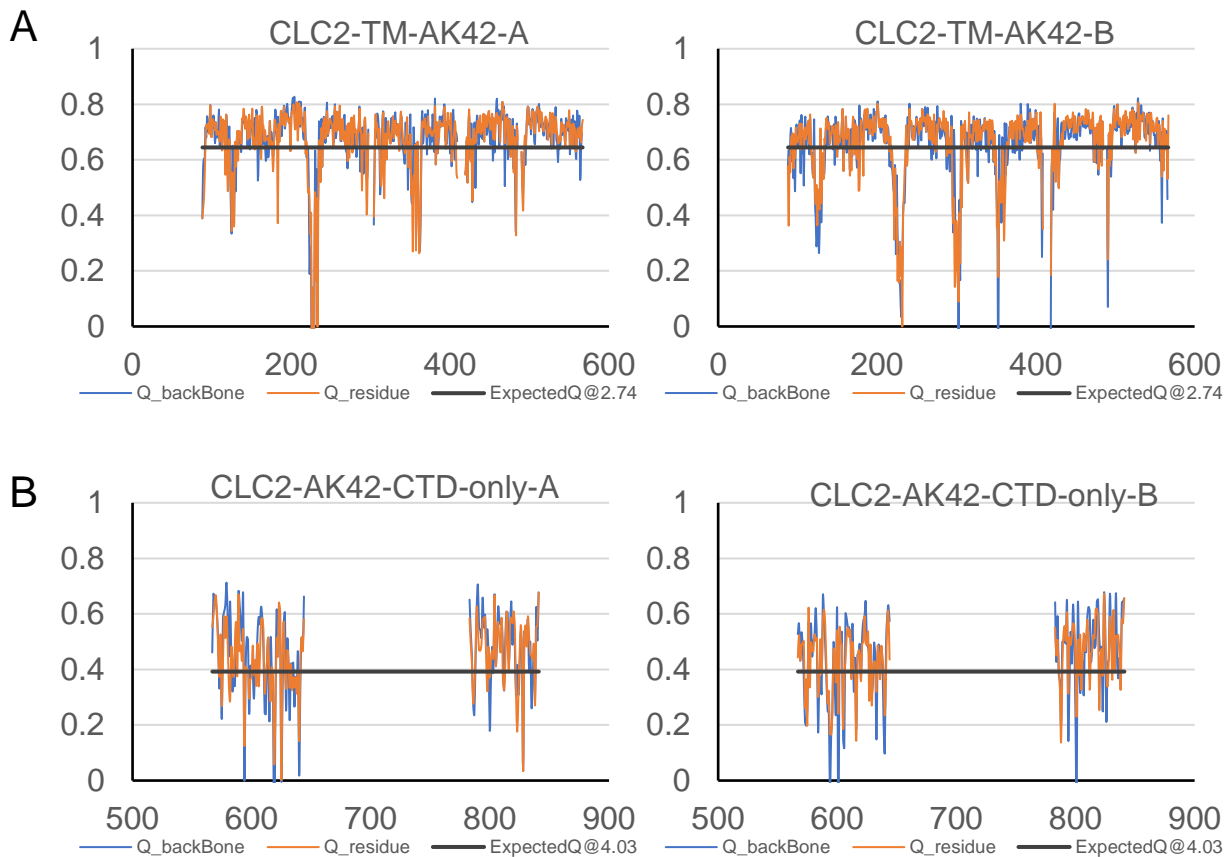 A
CLC2-TM-AK42-A
CLC2-TM-AK42-B
1
0.8
0.6
0.4
0.2
0
0 200 400 600
Q_backBone Q_residue ExpectedQ@2.74
1
0.8
0.6
0.4
0.2
0
0 200 400 600
Q_backBone Q_residue ExpectedQ@2.74
B
CLC2-AK42-CTD-only-A
CLC2-AK42-CTD-only-B
1
0.8
0.6
0.4
0.2
0
500 600 700 800 900
Q_backBone Q_residue ExpectedQ@4.03
1
0.8
0.6
0.4
0.2
0
500 600 700 800 900
Q_backBone Q_residue ExpectedQ@4.03